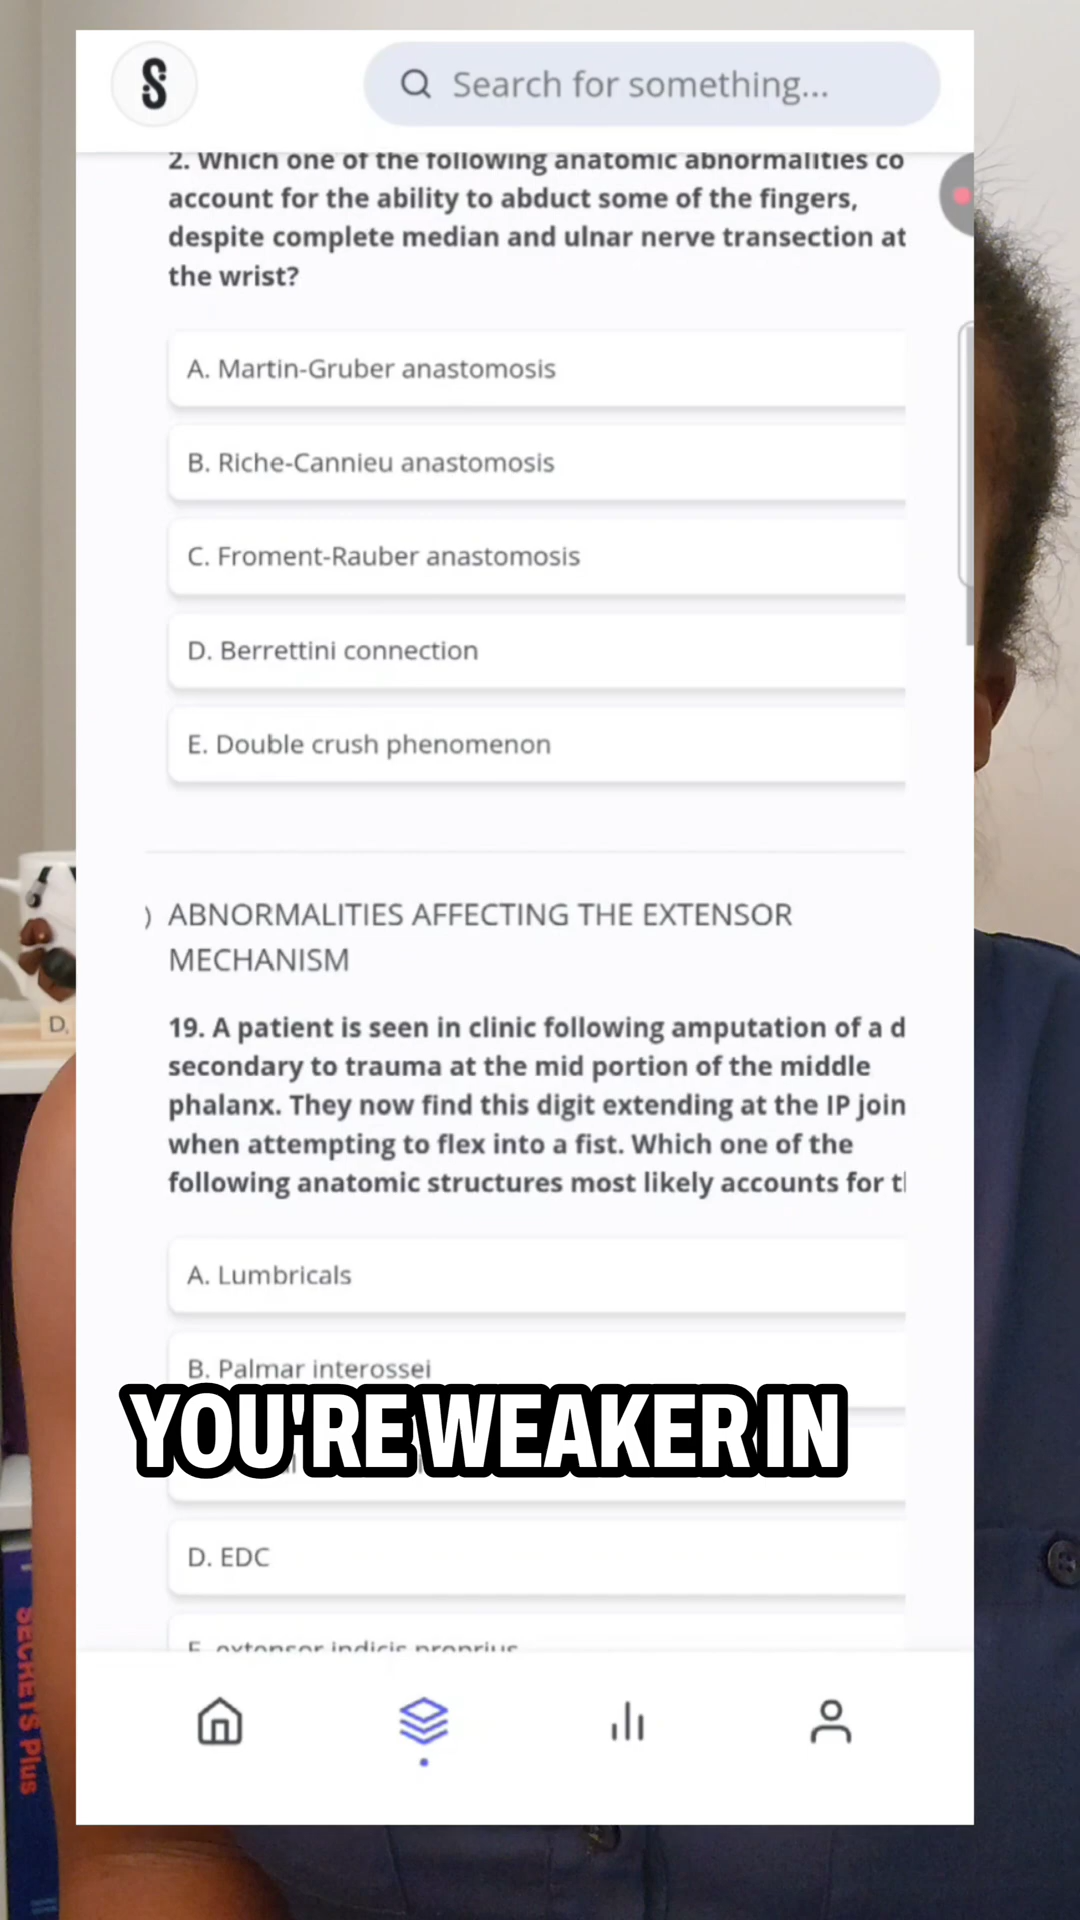 Search for something...
2. Which one of the following anatomic abnormalities co
account for the ability to abduct some of the fingers,
despite complete median and ulnar nerve transection at
the wrist?
A. Martin-Gruber anastomosis
B. Riche-Cannieu anastomosis
C. Froment-Rauber anastomosis
D. Berrettini connection
E. Double crush phenomenon
) ABNORMALITIES AFFECTING THE EXTENSOR
MECHANISM
19. A patient is seen in clinic following amputation of a d
secondary to trauma at the mid portion of the middle
phalanx. They now find this digit extending at the IP join
when attempting to flex into a fist. Which one of the
following anatomic structures most likely accounts for t
A. Lumbricals
B. Palmar interossei
YOU'RE WEAKER IN
D. EDC
E. extensor indicis proprius
D.
SECRETS Plus